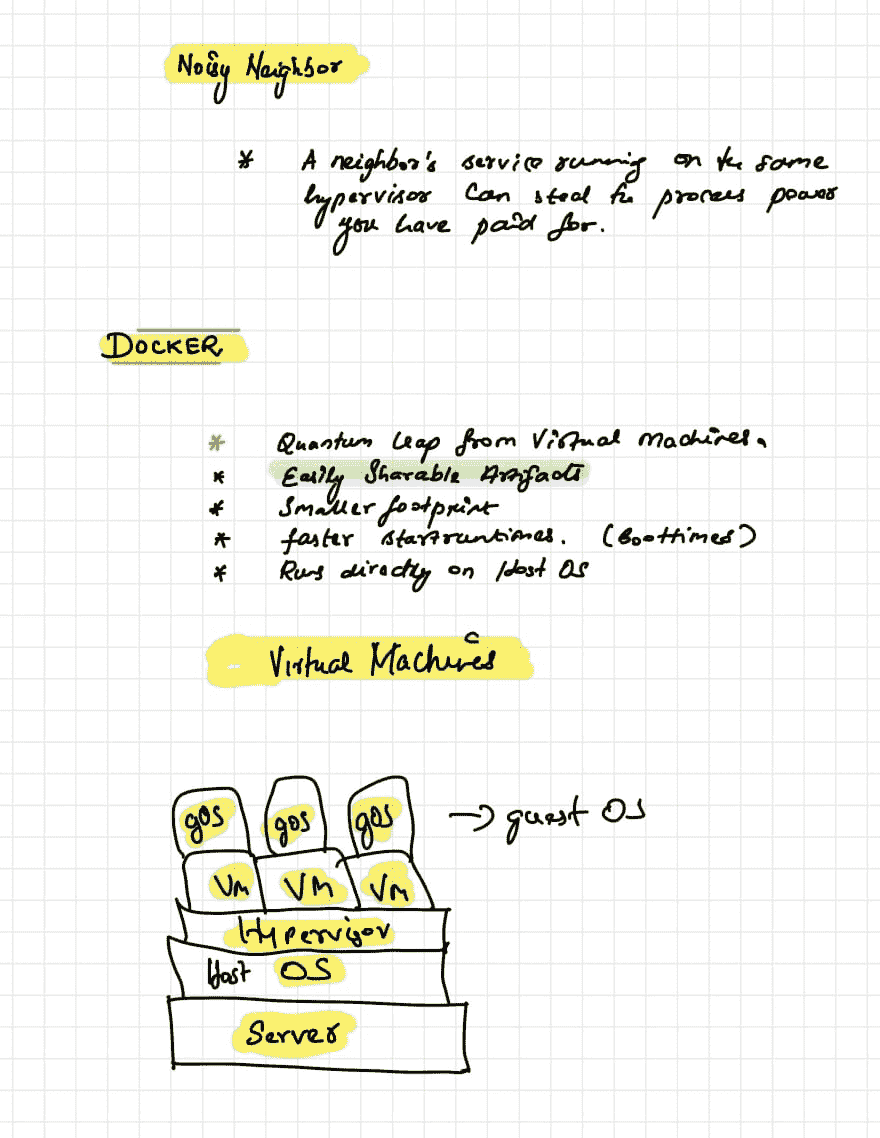 Noisy Neighbor
* A neighbor's service running on the same
hypervisor can steal the process power
you have paid for.
DOCKER
* Quantum leap from Virtual Machines.
* Easily Sharable Artifacts
* Smaller footprint
* faster startruntimes. (Boottimes)
* Runs directly on Host OS
Virtual Machines
gos gos gos → guest OS
VM VM VM
Hypervisor
Host OS
Server